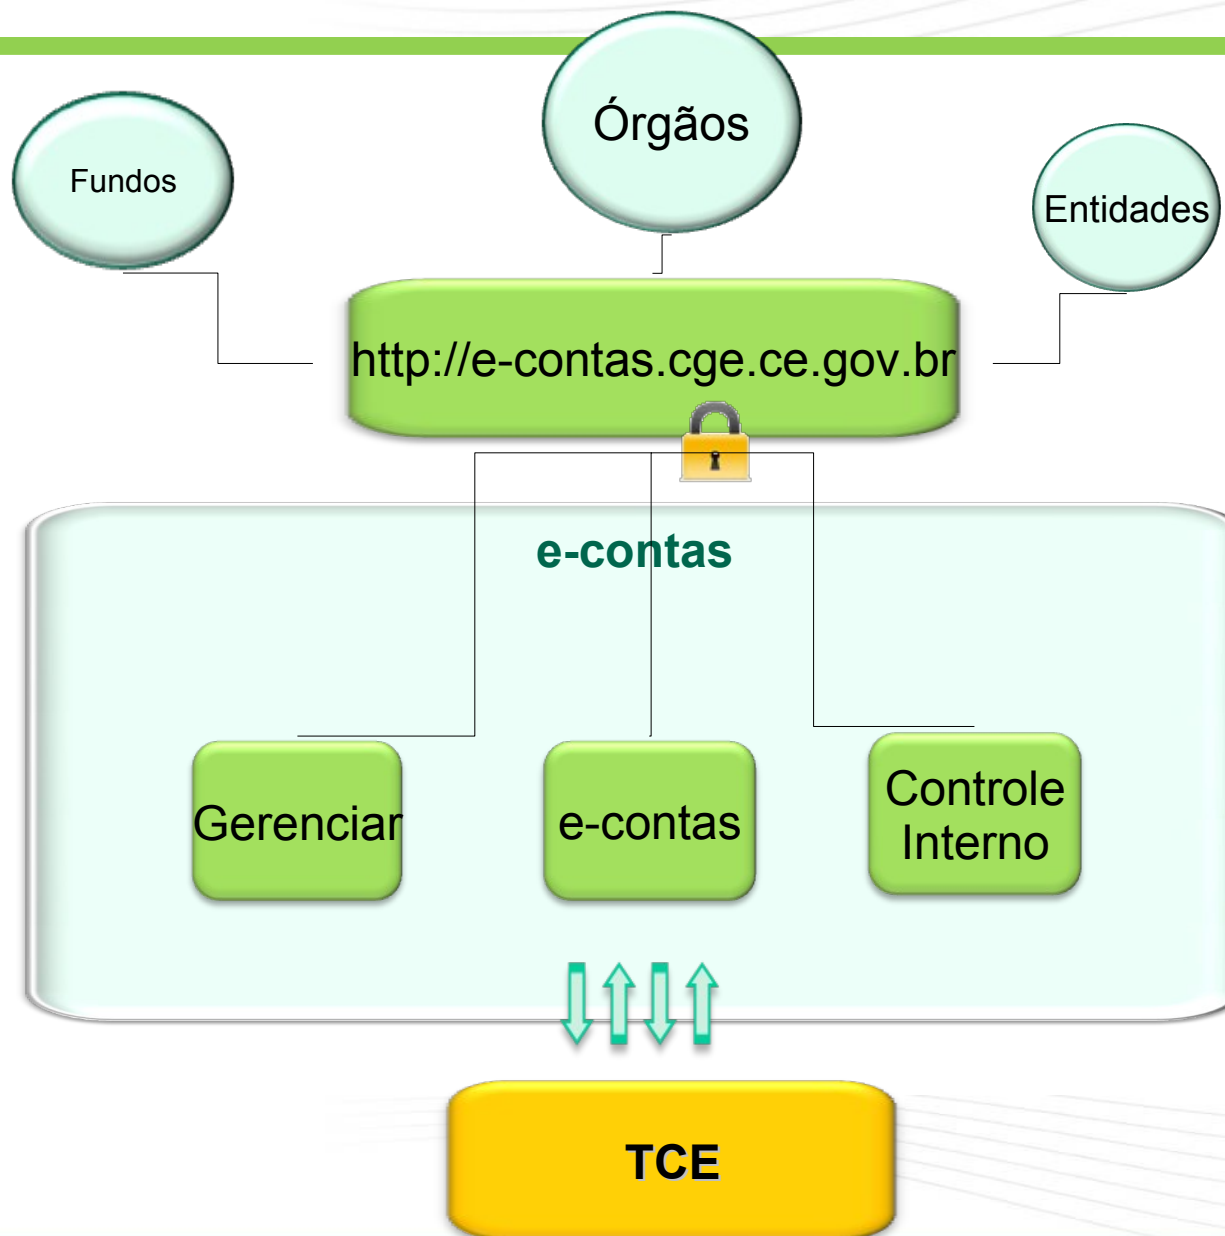 Órgãos
Fundos
Entidades
http://e-contas.cge.ce.gov.br
e-contas
Gerenciar
e-contas
Controle
Interno
TCE